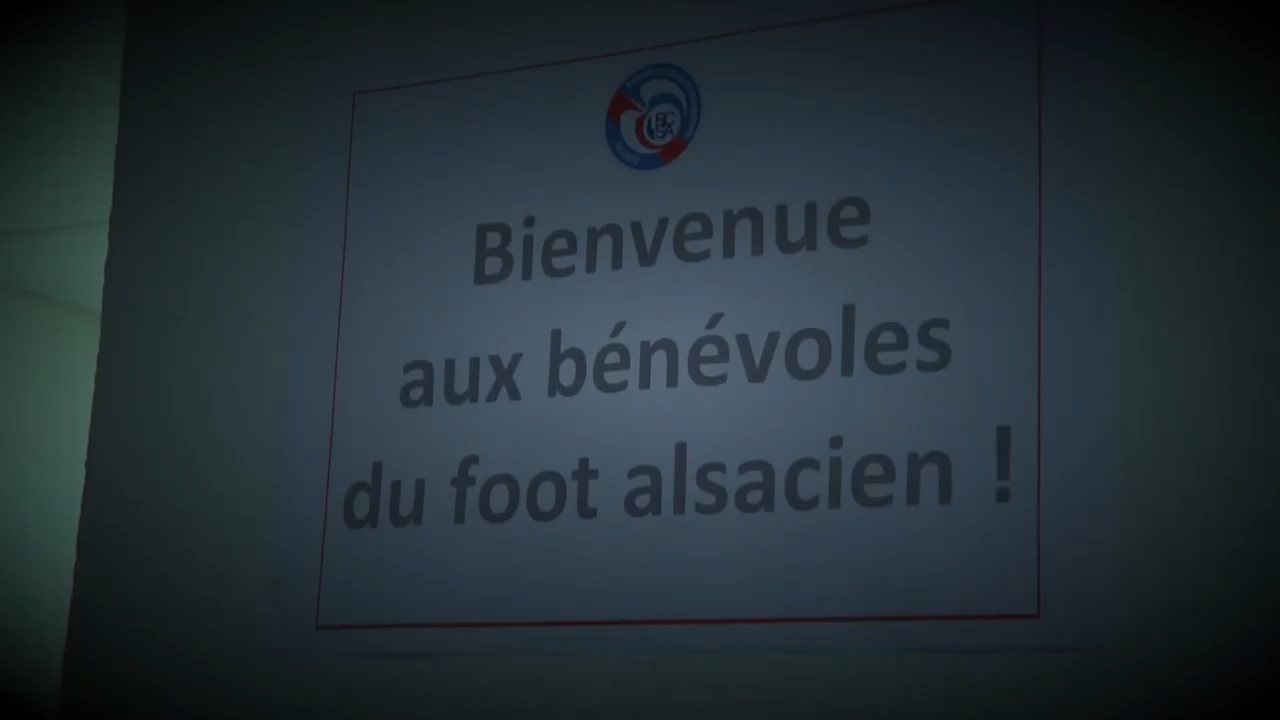 Bienvenue
aux bénévoles
du foot alsacien !